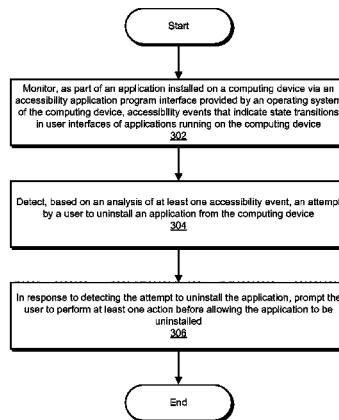 Start
Monitor, as part of an application installed on a computing device via an
accessibility application program interface provided by an operating system
of the computing device, accessibility events that indicate state transitions
in user interfaces of applications running on the computing device
302
Detect, based on an analysis of at least one accessibility event, an attempt
by a user to uninstall an application from the computing device
304
In response to detecting the attempt to uninstall the application, prompt the
user to perform at least one action before allowing the application to be
uninstalled
306
End